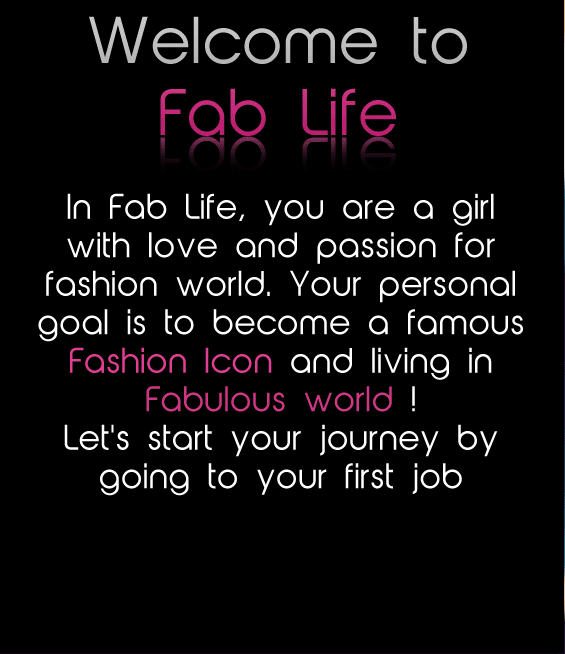 Welcome to
Fab Life
In Fab Life, you are a girl
with love and passion for
fashion world. Your personal
goal is to become a famous
Fashion Icon and living in
Fabulous world !
Let's start your journey by
going to your first job